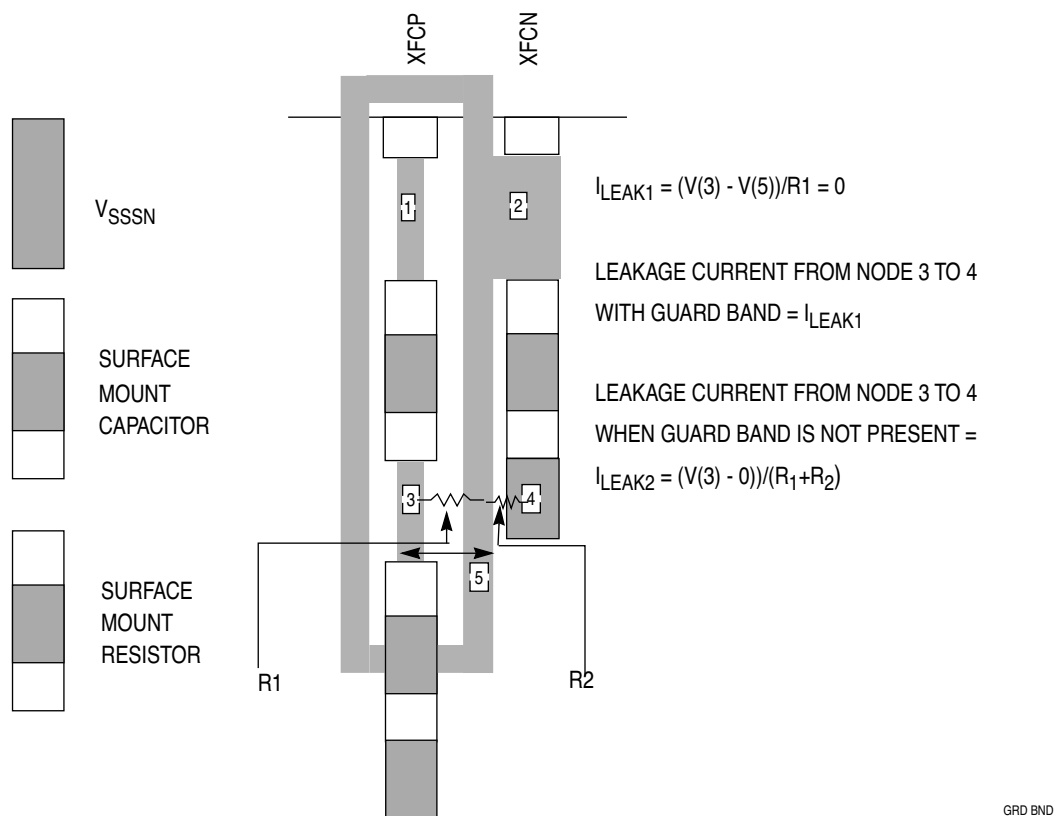 XFCP
XFCN
V_SSSN
SURFACE
MOUNT
CAPACITOR
SURFACE
MOUNT
RESISTOR
1
2
3
4
5
R1
R2
I_LEAK1 = (V(3) - V(5))/R1 = 0
LEAKAGE CURRENT FROM NODE 3 TO 4
WITH GUARD BAND = I_LEAK1
LEAKAGE CURRENT FROM NODE 3 TO 4
WHEN GUARD BAND IS NOT PRESENT =
I_LEAK2 = (V(3) - 0))/(R_1+R_2)
GRD BND